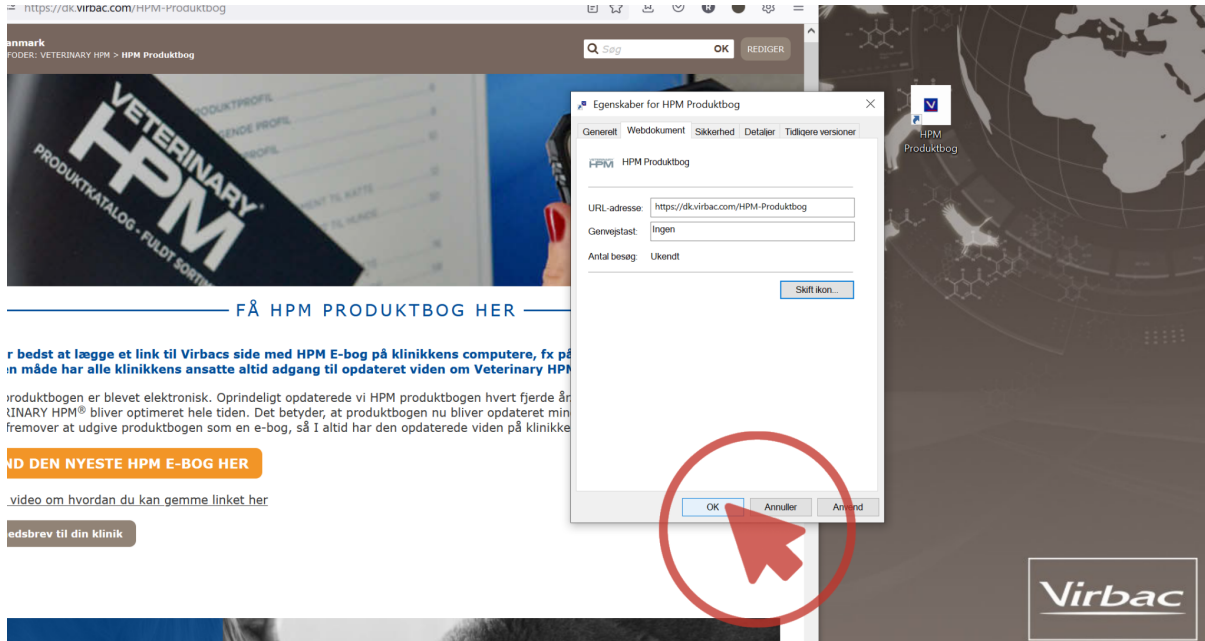 https://dk.virbac.com/HPM-Produktbog
anmark
FODER: VETERINARY HPM > HPM Produktbog
Søg
OK
REDIGER
VETERINARY
HPM
PRODUKTKATALOG - FULDT SORTIM
ODUKTPROFIL
GENDE PROFIL
PROFIL
FÅ HPM PRODUKTBOG HER
r bedst at lægge et link til Virbacs side med HPM E-bog på klinikkens computere, fx på
en måde har alle klinikkens ansatte altid adgang til opdateret viden om Veterinary HPM
produktbogen er blevet elektronisk. Oprindeligt opdaterede vi HPM produktbogen hvert fjerde år
RINARY HPM® bliver optimeret hele tiden. Det betyder, at produktbogen nu bliver opdateret min
fremover at udgive produktbogen som en e-bog, så I altid har den opdaterede viden på klinikke
ND DEN NYESTE HPM E-BOG HER
video om hvordan du kan gemme linket her
edsbrev til din klinik
Egenskaber for HPM Produktbog
Generelt Webdokument Sikkerhed Detaljer Tidligere versioner
HPM HPM Produktbog
URL-adresse: https://dk.virbac.com/HPM-Produktbog
Genvejstast: Ingen
Antal besøg: Ukendt
Skift ikon...
OK Annuller Anvend
HPM
Produktbog
Virbac